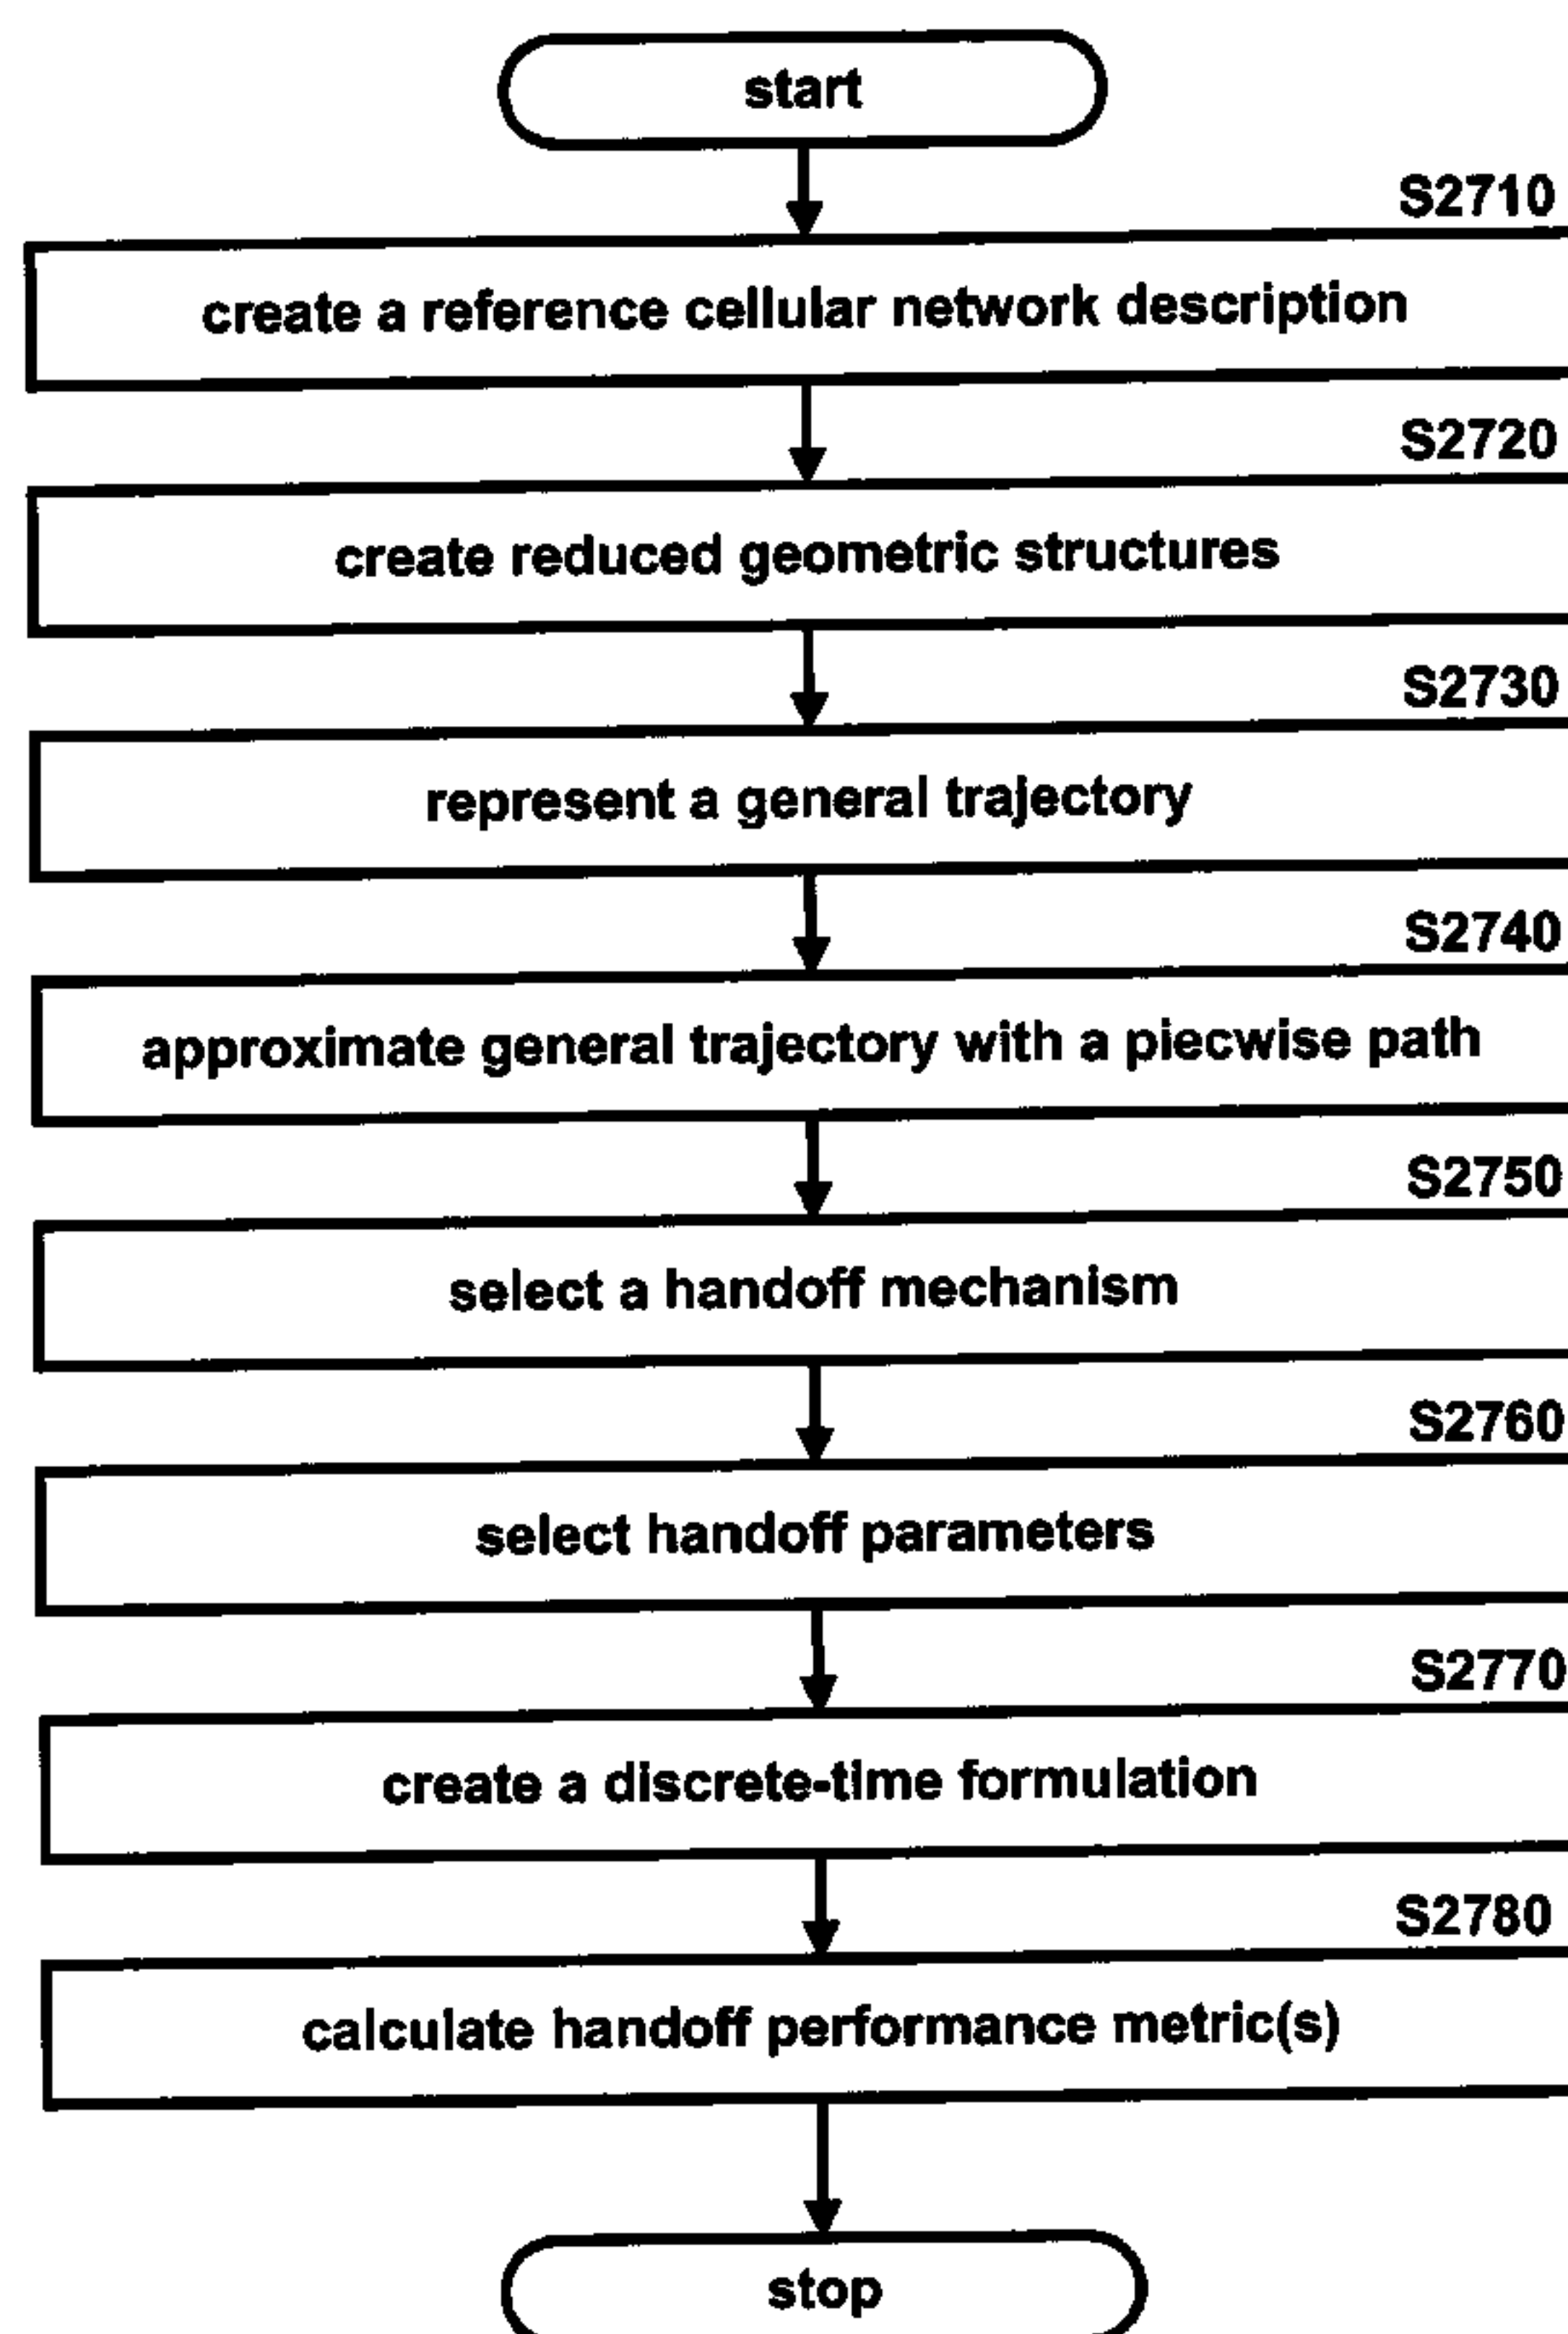 start
S2710
create a reference cellular network description
S2720
create reduced geometric structures
S2730
represent a general trajectory
S2740
approximate general trajectory with a piecwise path
S2750
select a handoff mechanism
S2760
select handoff parameters
S2770
create a discrete-time formulation
S2780
calculate handoff performance metric(s)
stop